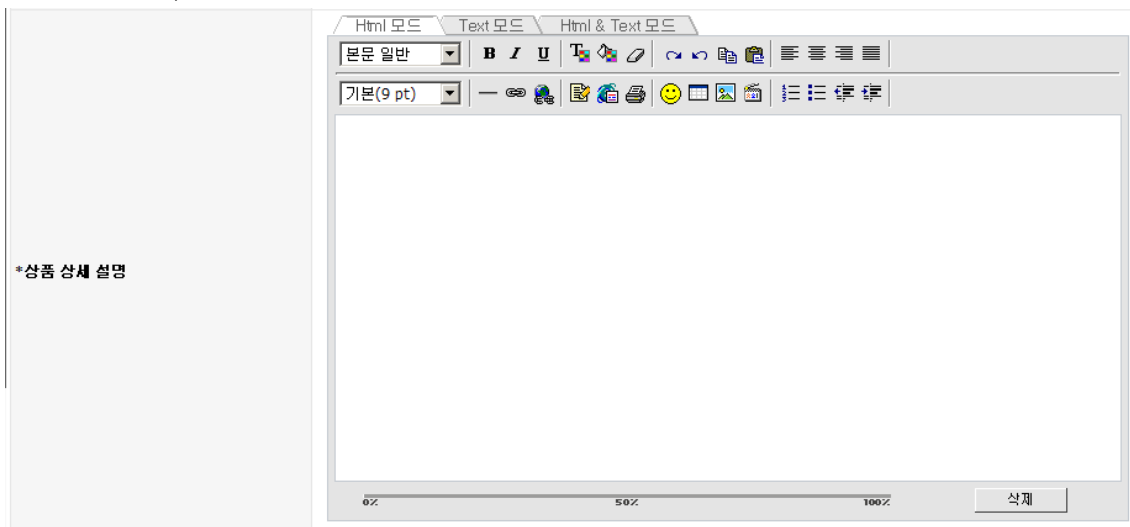 Html 모드 Text 모드 Html & Text 모드
본문 일반 B I U T
기본(9 pt)
*상품 상세 설명
0% 50% 100% 삭제